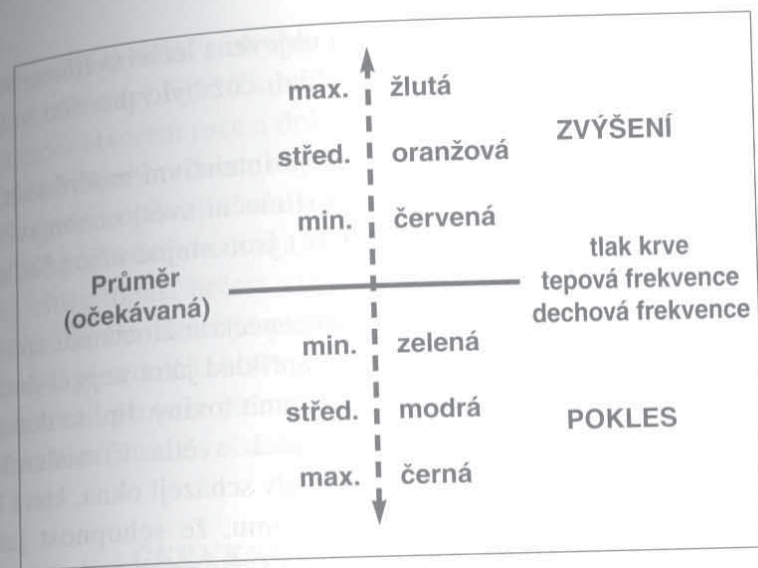 max. žlutá
ZVÝŠENÍ
střed. oranžová
min. červená
tlak krve
Průměr
tepová frekvence
(očekávaná)
dechová frekvence
min. zelená
střed. modrá
POKLES
max. černá